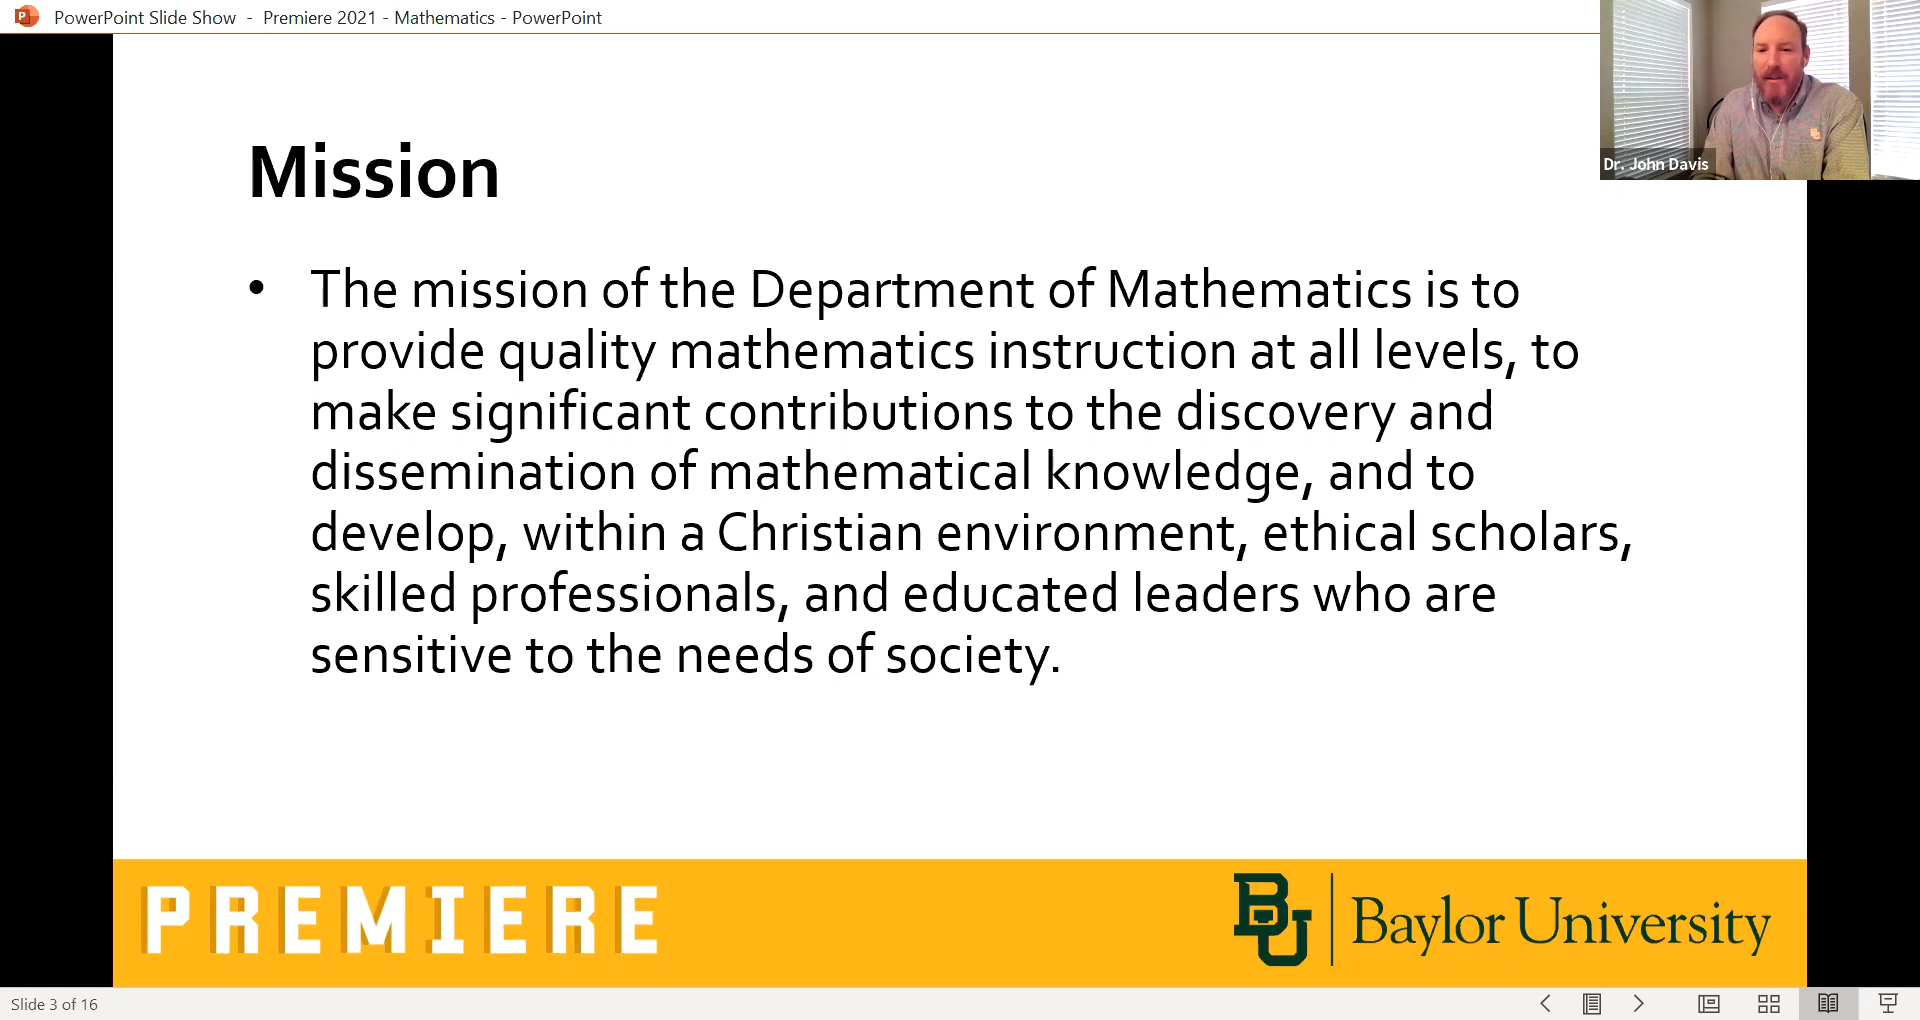 PowerPoint Slide Show - Premiere 2021 - Mathematics - PowerPoint
Dr. John Davis
Mission
• The mission of the Department of Mathematics is to
provide quality mathematics instruction at all levels, to
make significant contributions to the discovery and
dissemination of mathematical knowledge, and to
develop, within a Christian environment, ethical scholars,
skilled professionals, and educated leaders who are
sensitive to the needs of society.
PREMIERE
BU Baylor University
Slide 3 of 16